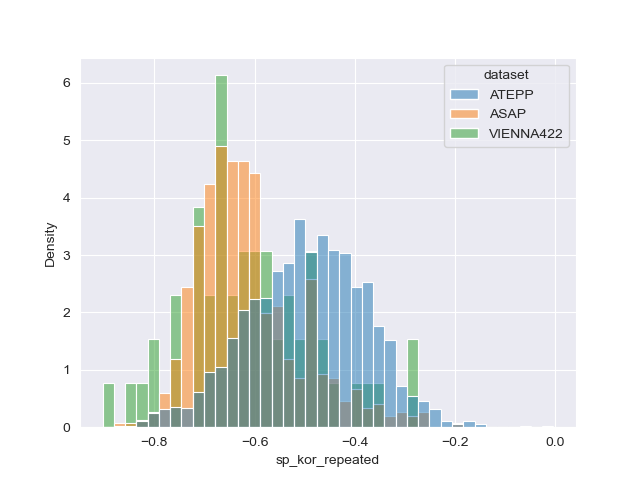 dataset
ATEPP
ASAP
VIENNA422
6
5
4
3
2
1
0
Density
−0.8 −0.6 −0.4 −0.2 0.0
sp_kor_repeated